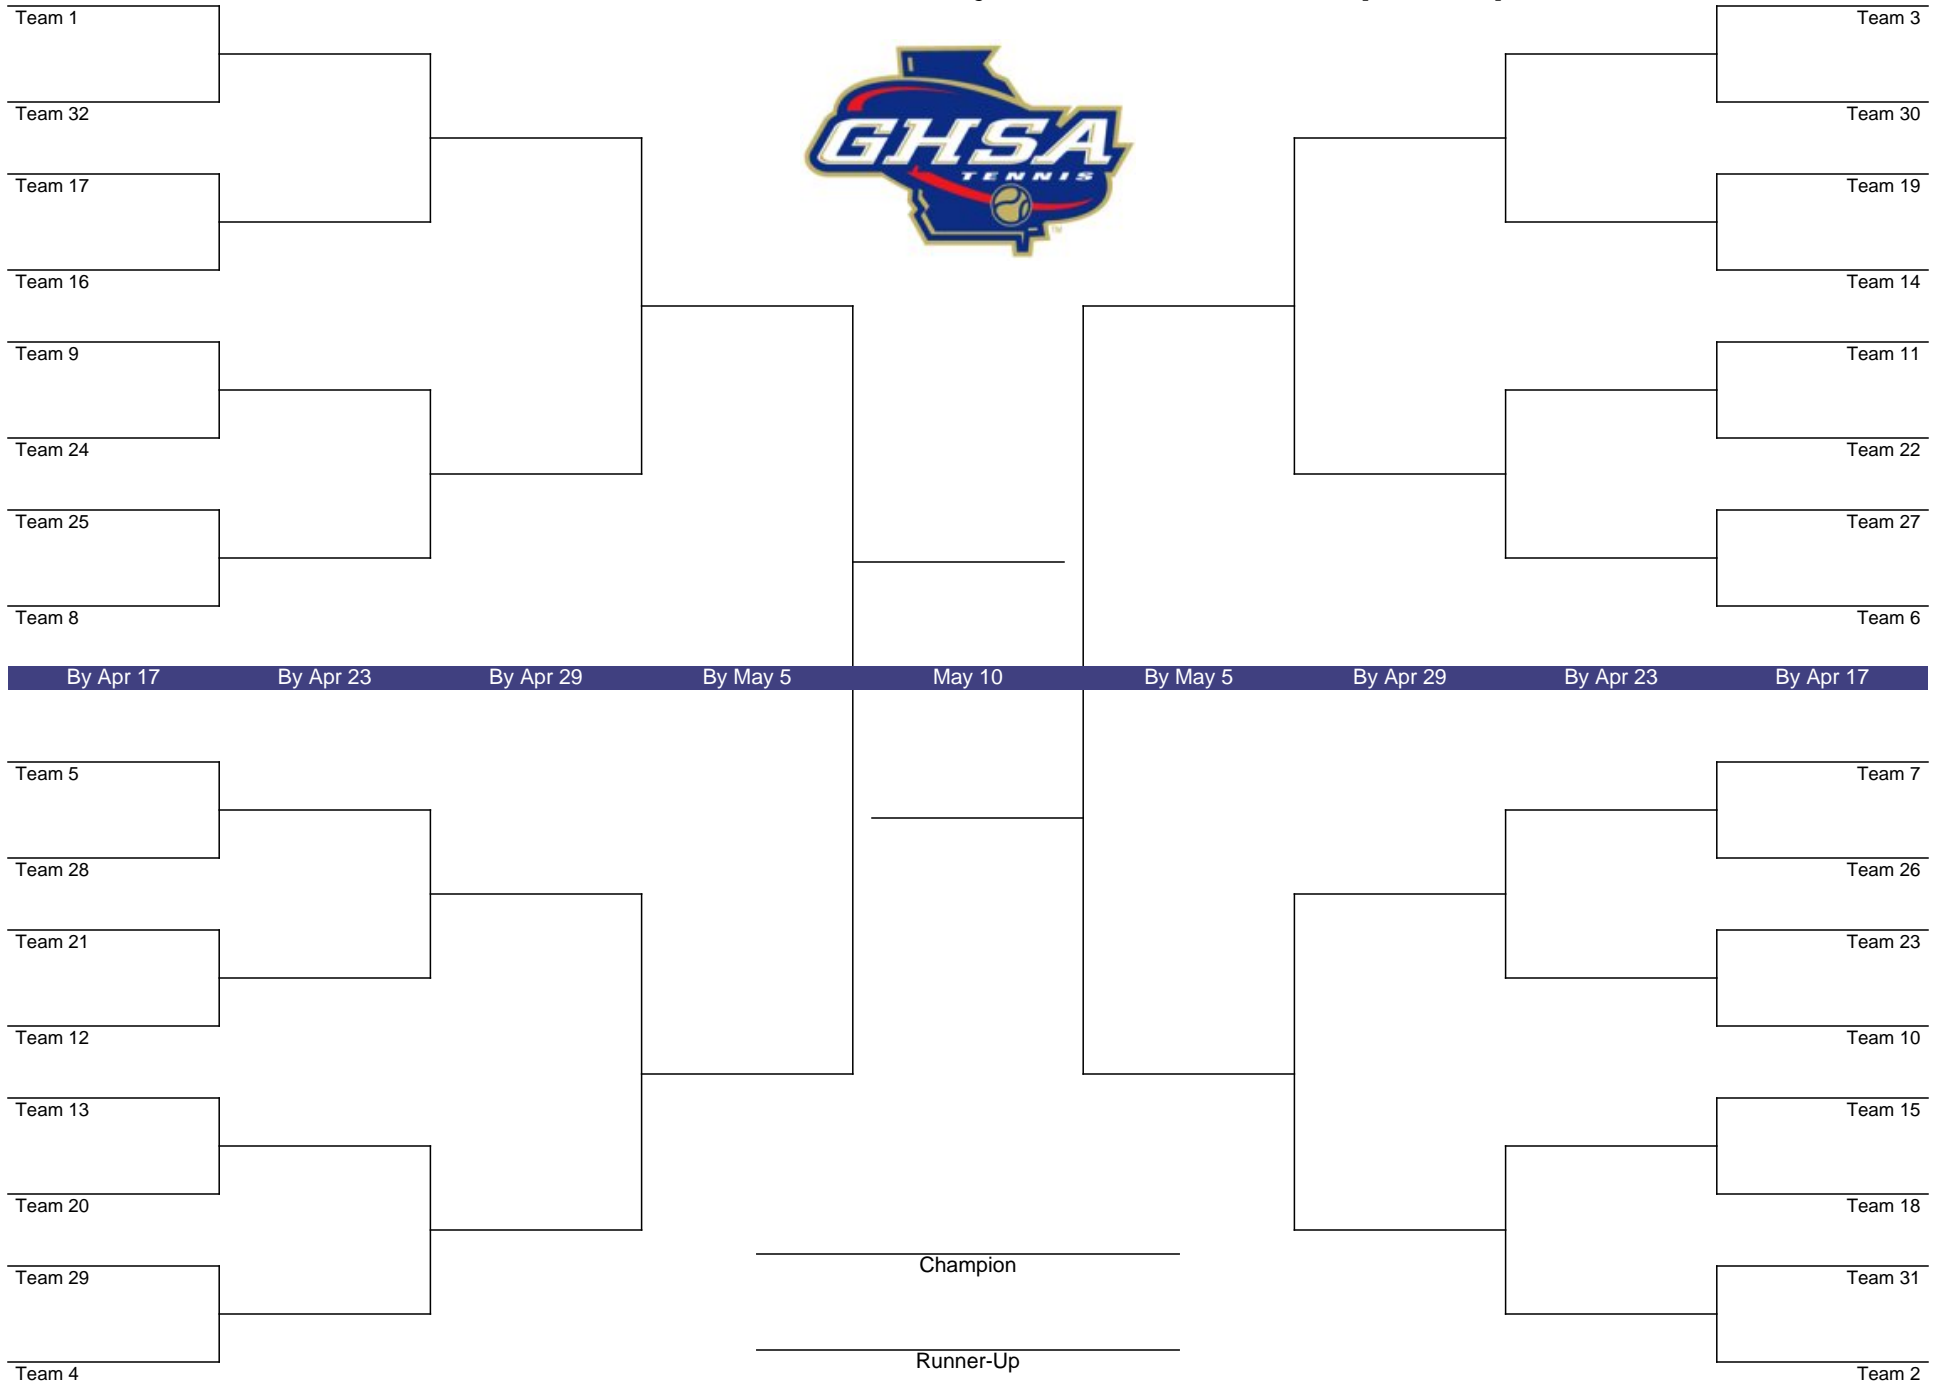 Team 1
Team 3
Team 32
Team 30
GHSA
TENNIS
TM
Team 17
Team 19
Team 16
Team 14
Team 9
Team 11
Team 24
Team 22
Team 25
Team 27
Team 8
Team 6
By Apr 17 By Apr 23 By Apr 29 By May 5 May 10 By May 5 By Apr 29 By Apr 23 By Apr 17
Team 5
Team 7
Team 28
Team 26
Team 21
Team 23
Team 12
Team 10
Team 13
Team 15
Team 20
Team 18
Champion
Team 29
Team 31
Runner-Up
Team 4
Team 2